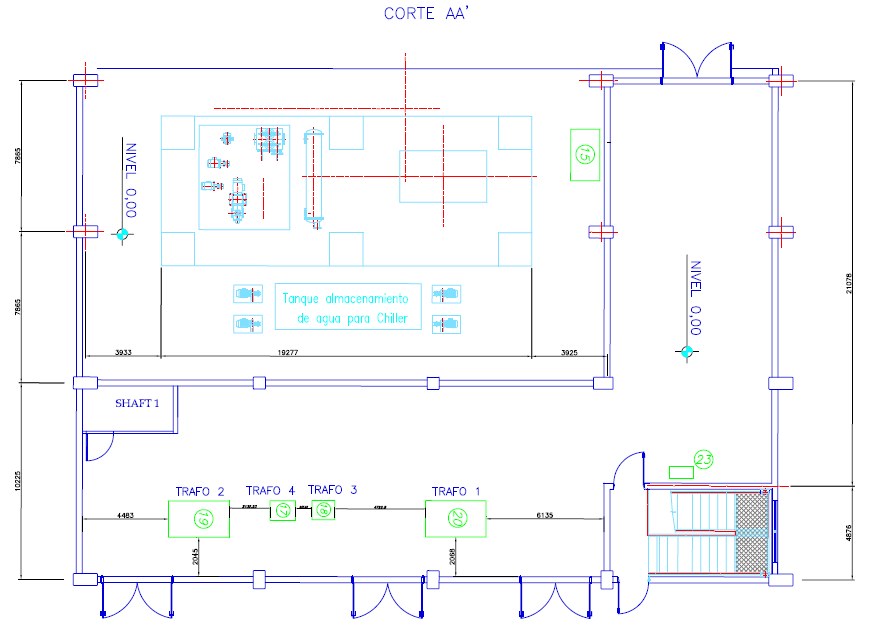 CORTE AA'
7865
NIVEL 0,00
15
7865
Tanque almacenamiento
de agua para Chiller
NIVEL 0,00
21078
3933
19277
3925
SHAFT 1
23
10225
TRAFO 2
TRAFO 4
TRAFO 3
TRAFO 1
4483
19
17
18
20
6135
2045
2068
4876